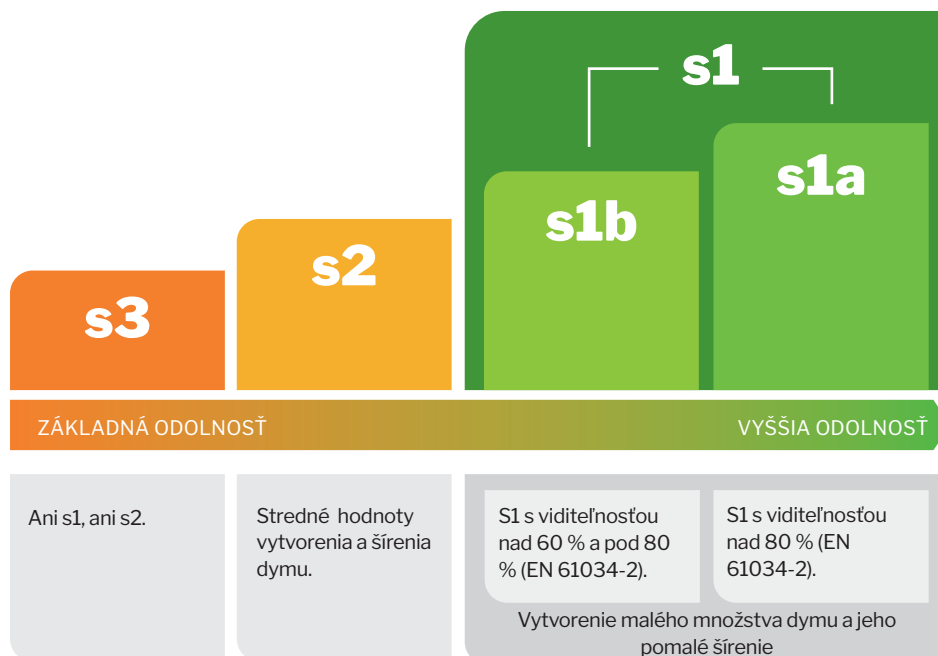 s1
s1a
s1b
s2
s3
ZÁKLADNÁ ODOLNOSŤ
VYŠŠIA ODOLNOSŤ
Ani s1, ani s2.
Stredné hodnoty
vytvorenia a šírenia
dymu.
S1 s viditeľnosťou
nad 60 % a pod 80
% (EN 61034-2).
S1 s viditeľnosťou
nad 80 % (EN
61034-2).
Vytvorenie malého množstva dymu a jeho
pomalé šírenie